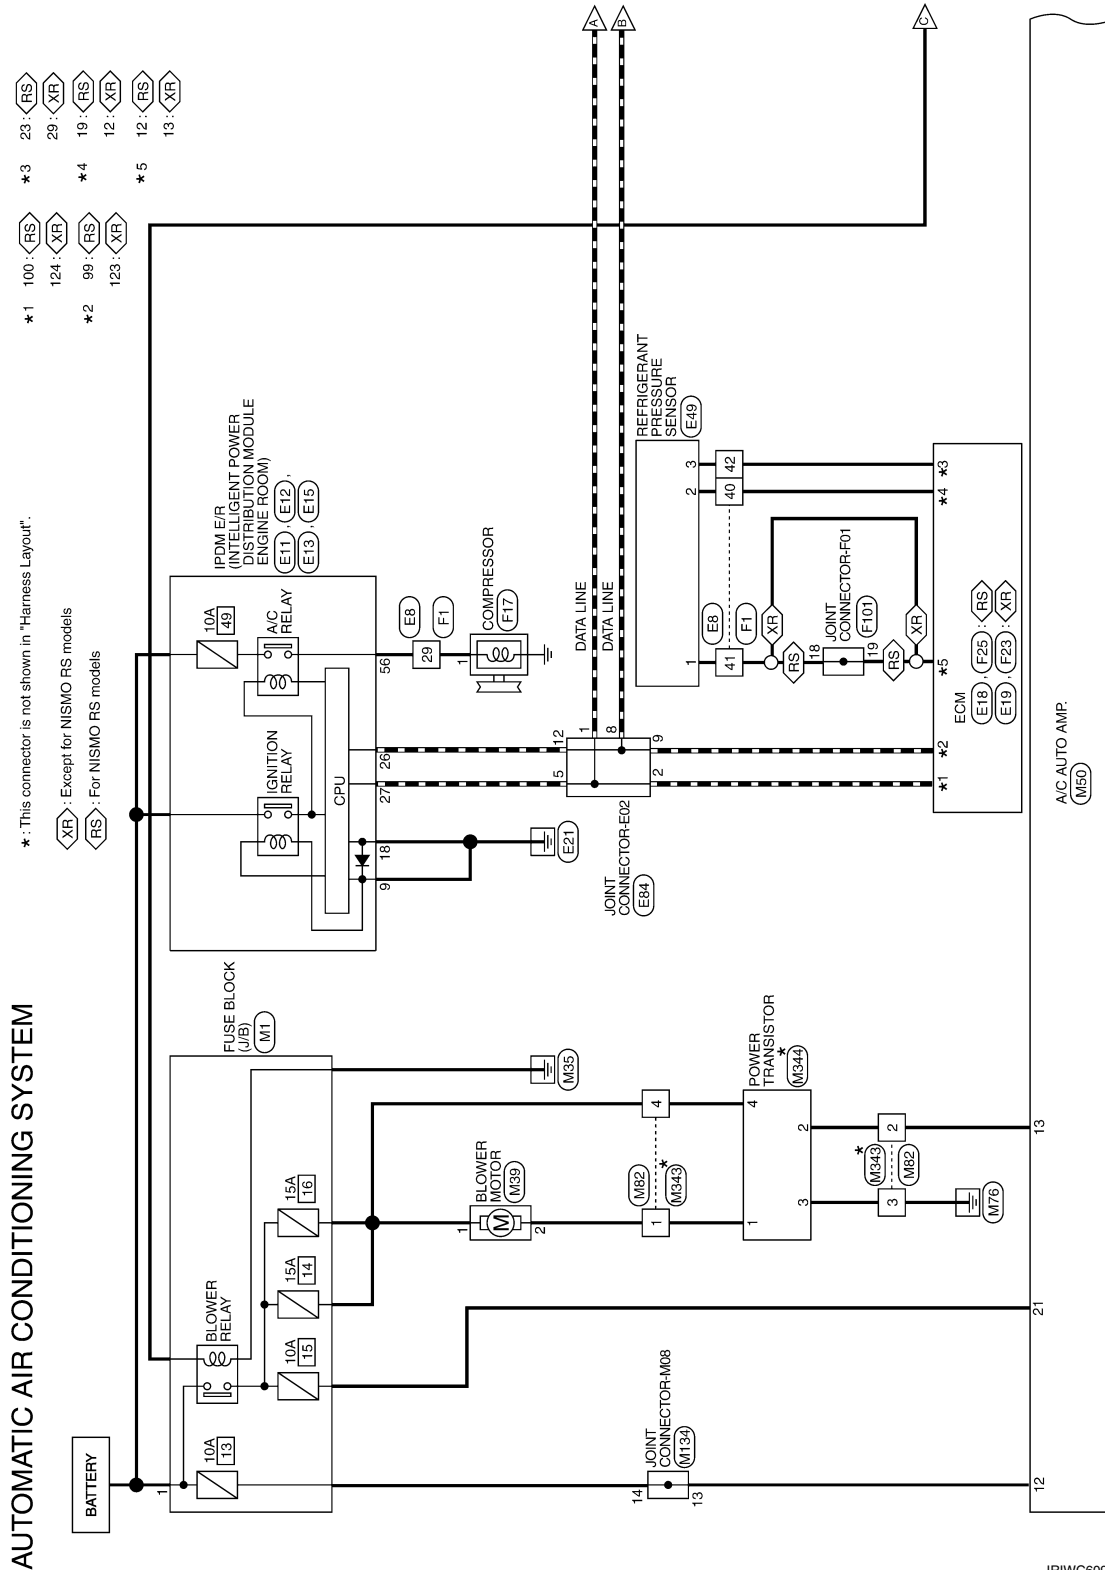 AUTOMATIC AIR CONDITIONING SYSTEM
★ : This connector is not shown in "Harness Layout".
XR : Except for NISMO RS models
RS : For NISMO RS models
★1 100 : RS
124 : XR
★2 99 : RS
123 : XR
★3 23 : RS
29 : XR
★4 19 : RS
12 : XR
★5 12 : RS
13 : XR
BATTERY
1
10A
13
BLOWER
RELAY
10A
15
15A
14
15A
16
FUSE BLOCK
(J/B)
M1
10A
49
IGNITION
RELAY
A/C
RELAY
CPU
IPDM E/R
(INTELLIGENT POWER
DISTRIBUTION MODULE
ENGINE ROOM)
E11 , E12 ,
E13 , E15
9
18
27
26
56
29
E8
F1
1
COMPRESSOR
F17
M35
E21
1
BLOWER
MOTOR
M39
M
2
5
12
1
8
2
9
JOINT
CONNECTOR-E02
E84
DATA LINE
DATA LINE
A
B
C
14
JOINT
CONNECTOR-M08
M134
13
1
M82
M343
★
4
1
4
POWER
TRANSISTOR
★
M344
3
2
3
M343
★
M82
2
M76
REFRIGERANT
PRESSURE
SENSOR
E49
1
2
3
41
E8
F1
40
42
XR
RS
18
JOINT
CONNECTOR-F01
F101
19
RS
XR
★1
★2
★5
★4
★3
ECM
E18 , F25 : RS
E19 , F23 : XR
12
21
13
A/C AUTO AMP.
M50